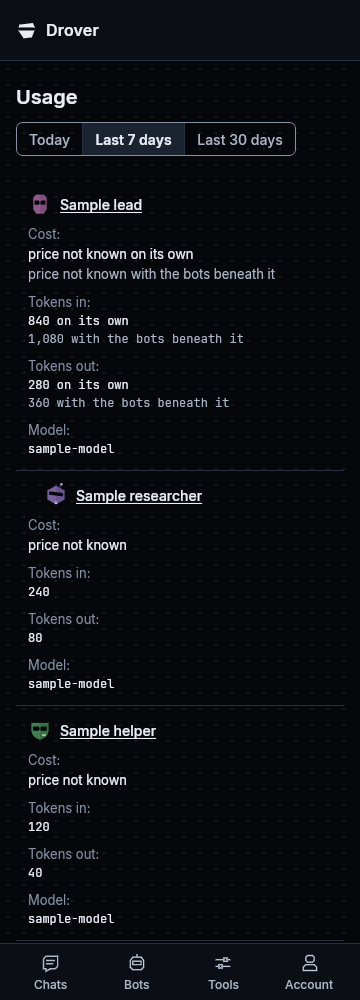 Drover
Usage
Today
Last 7 days
Last 30 days
Sample lead
Cost:
price not known on its own
price not known with the bots beneath it
Tokens in:
840 on its own
1,080 with the bots beneath it
Tokens out:
280 on its own
360 with the bots beneath it
Model:
sample-model
Sample researcher
Cost:
price not known
Tokens in:
240
Tokens out:
80
Model:
sample-model
Sample helper
Cost:
price not known
Tokens in:
120
Tokens out:
40
Model:
sample-model
Chats
Bots
Tools
Account